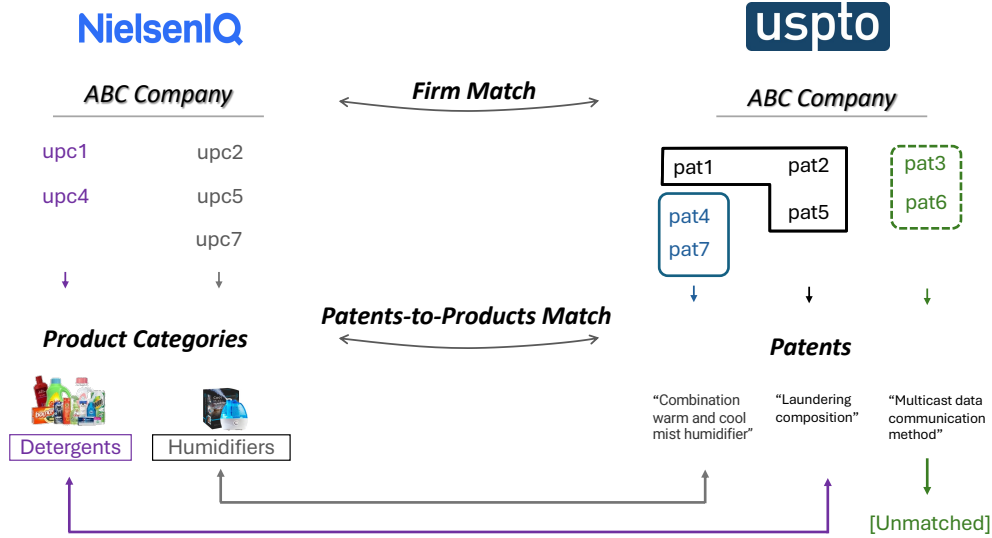 NielsenIQ
uspto
ABC Company
Firm Match
ABC Company
upc1
upc2
upc4
upc5
upc7
pat1
pat2
pat3
pat4
pat5
pat6
pat7
Product Categories
Patents-to-Products Match
Patents
Detergents
Humidifiers
“Combination
warm and cool
mist humidifier”
“Laundering
composition”
“Multicast data
communication
method”
[Unmatched]